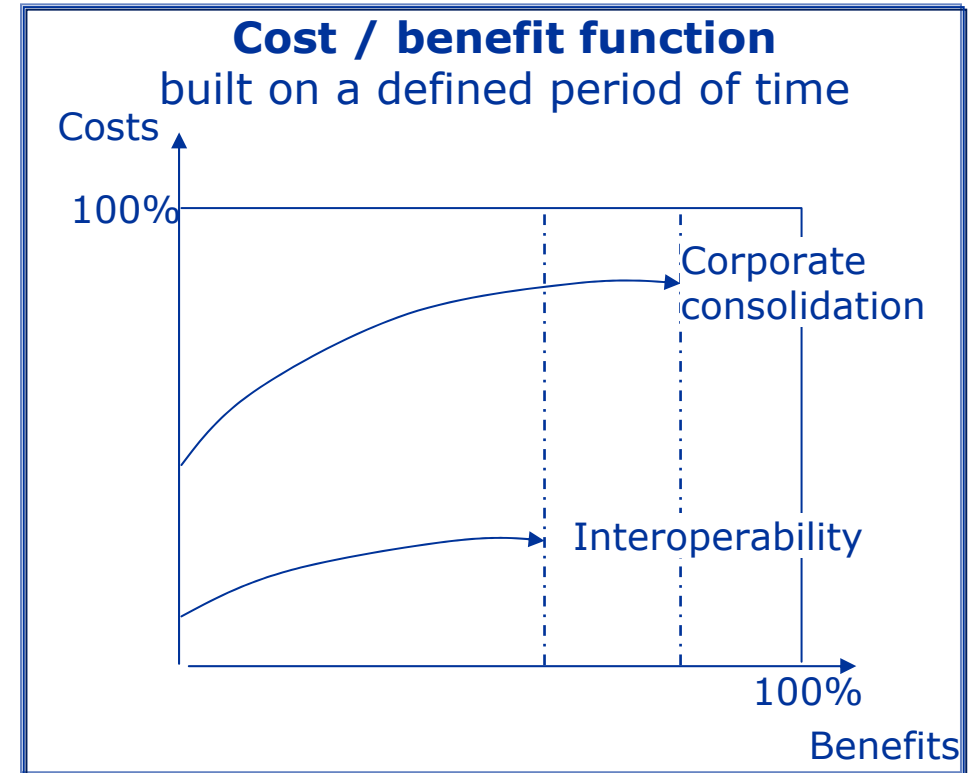 Cost / benefit function
built on a defined period of time
Costs
100%
Corporate
consolidation
Interoperability
100%
Benefits